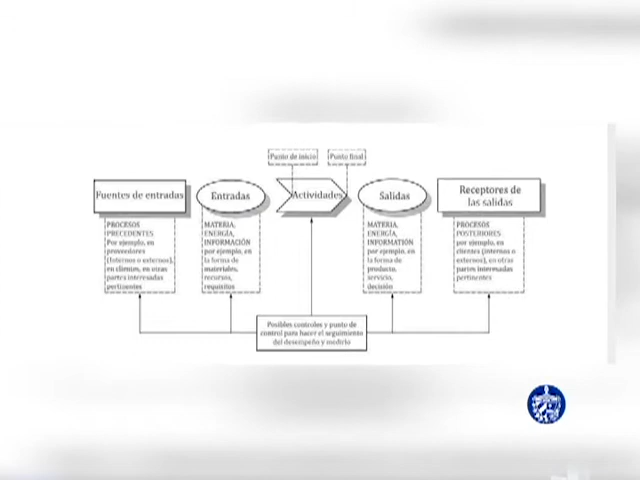 Punto de inicio
Punto final
Fuentes de entradas
Entradas
Actividades
Salidas
Receptores de
las salidas
PROCESOS
PRECEDENTES
Por ejemplo, en
proveedores
(Internos o externos),
en clientes, en otras
partes interesadas
pertinentes
MATERIA,
ENERGÍA,
INFORMACIÓN
por ejemplo, en
la forma de
materiales,
recursos,
requisitos
MATERIA,
ENERGÍA,
INFORMATIÓN
por ejemplo, en
la forma de
producto,
servicio,
decisión
PROCESOS
POSTERIORES
por ejemplo, en
clientes (internos o
externos), en otras
partes interesadas
pertinentes
Posibles controles y punto de
control para hacer el seguimiento
del desempeño y medirlo